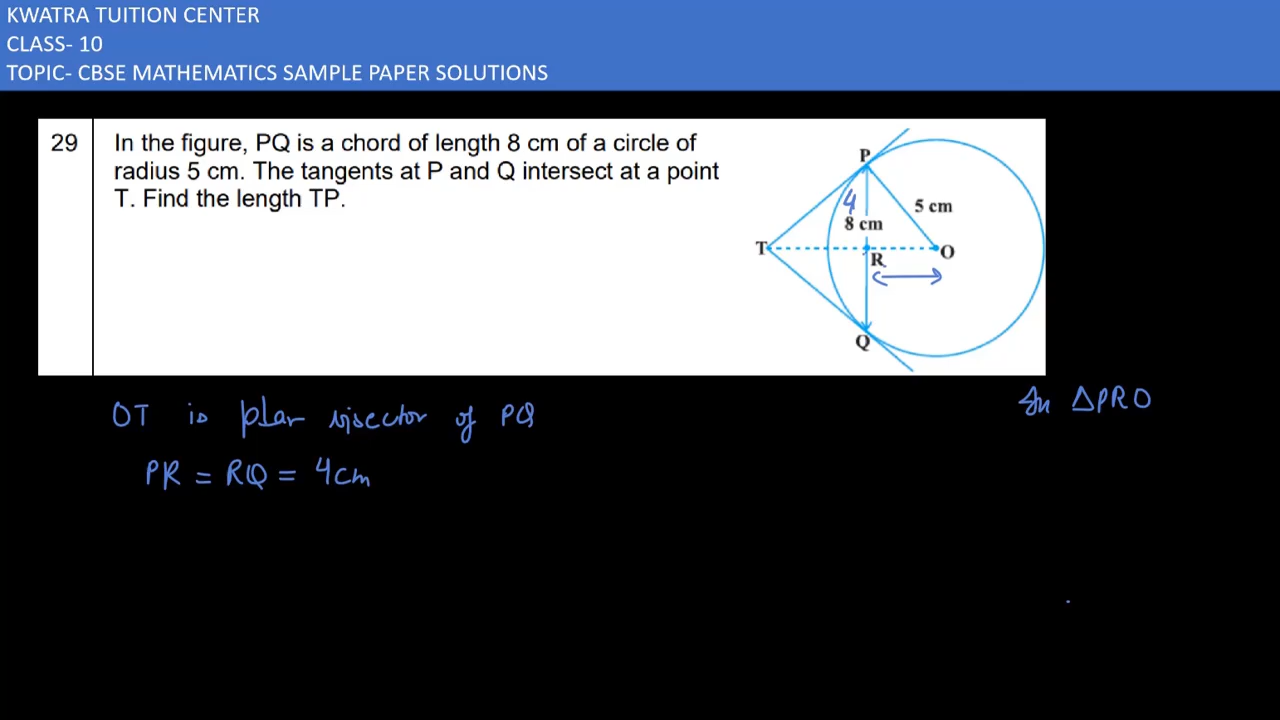 KWATRA TUITION CENTER
CLASS- 10
TOPIC- CBSE MATHEMATICS SAMPLE PAPER SOLUTIONS
29
In the figure, PQ is a chord of length 8 cm of a circle of
radius 5 cm. The tangents at P and Q intersect at a point
T. Find the length TP.
P
4
5 cm
8 cm
T
R
O
Q
OT is plar bisector of PQ
PR = RQ = 4cm
In ΔPRO